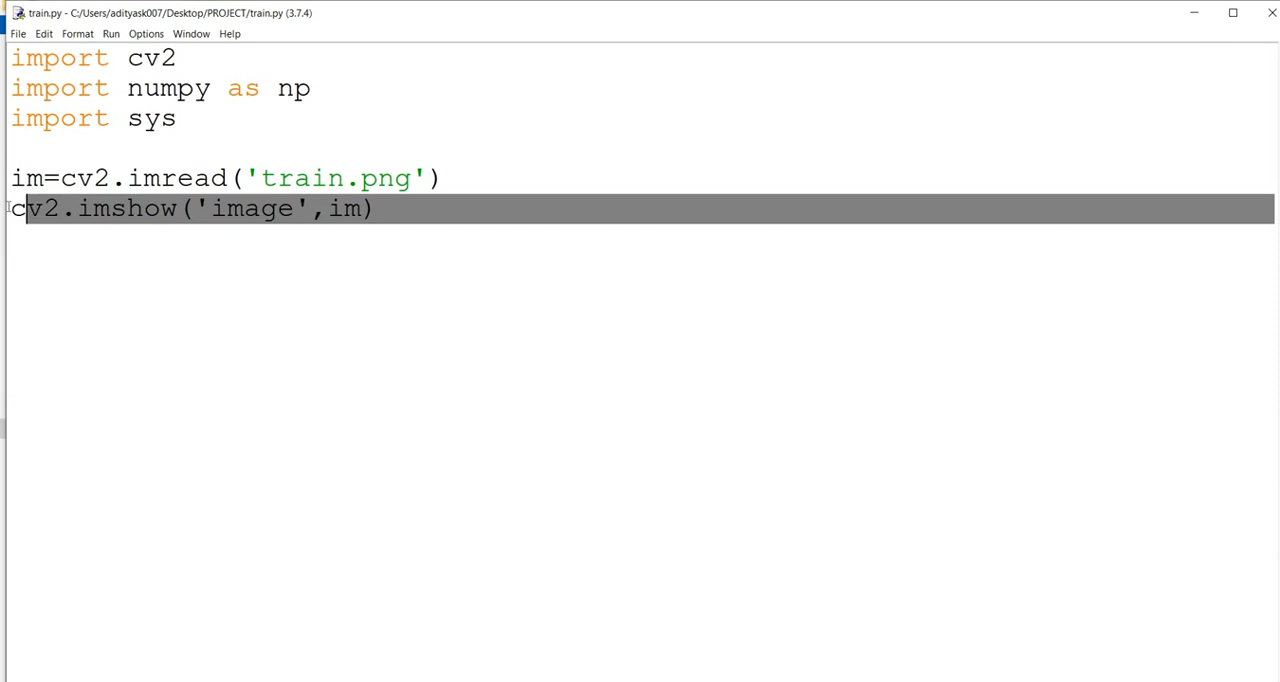 train.py - C:/Users/adityask007/Desktop/PROJECT/train.py (3.7.4)
File Edit Format Run Options Window Help
import cv2
import numpy as np
import sys
im=cv2.imread('train.png')
cv2.imshow('image',im)